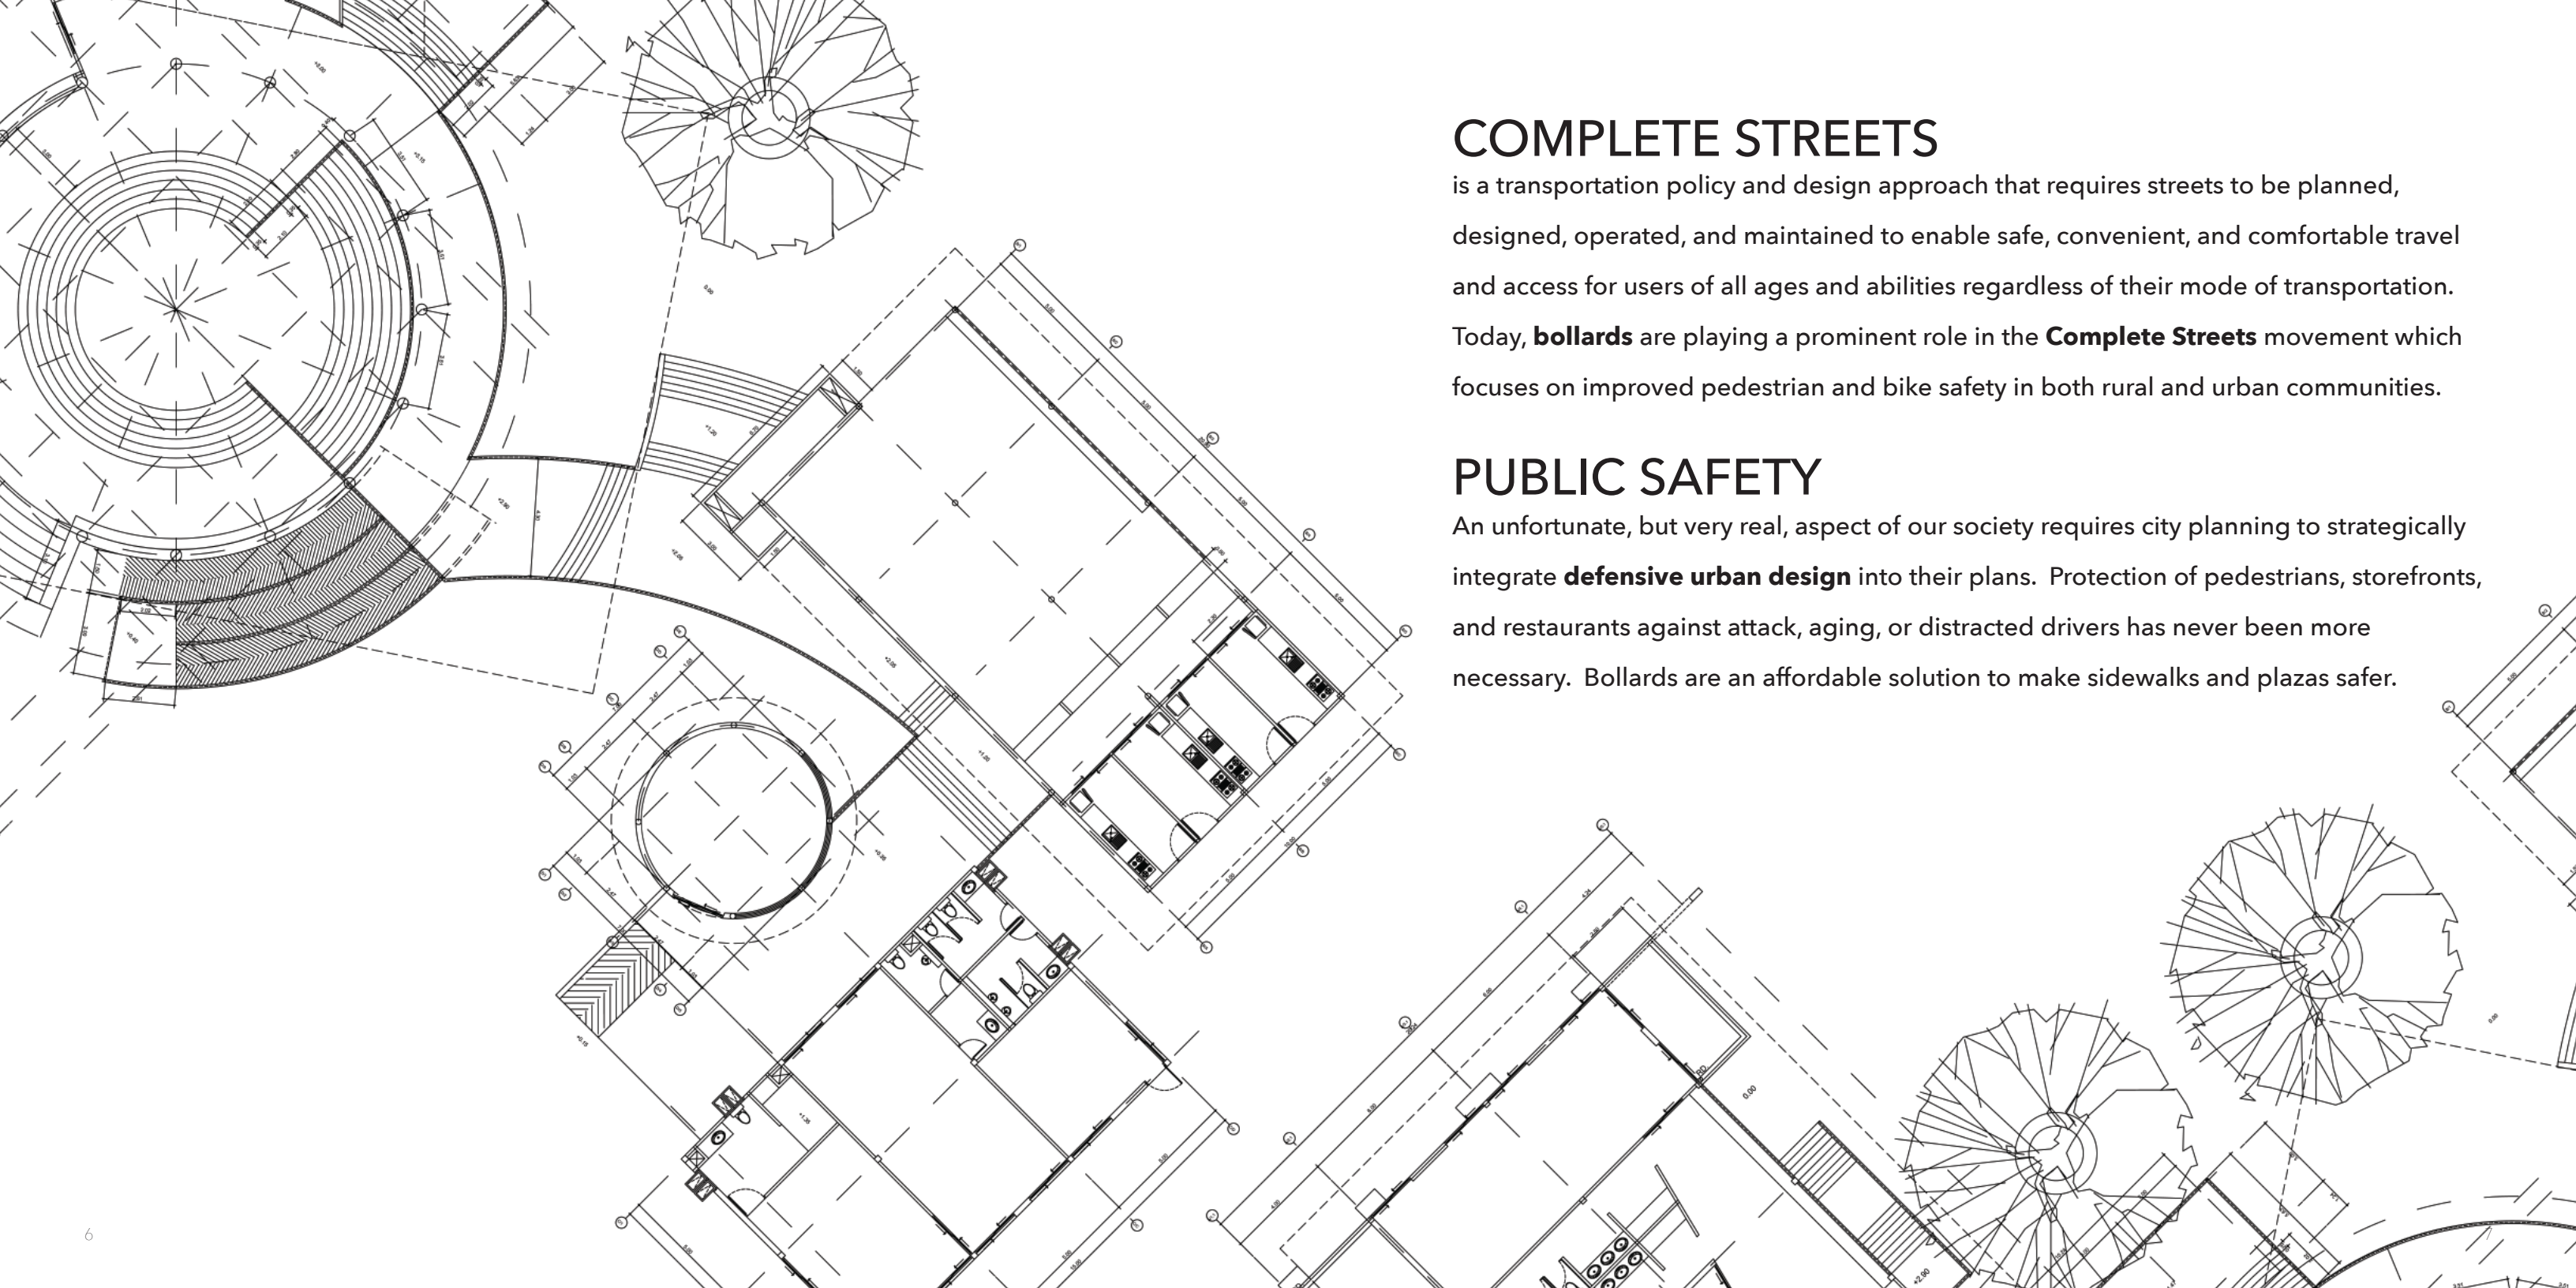 COMPLETE STREETS
is a transportation policy and design approach that requires streets to be planned,
designed, operated, and maintained to enable safe, convenient, and comfortable travel
and access for users of all ages and abilities regardless of their mode of transportation.
Today, bollards are playing a prominent role in the Complete Streets movement which
focuses on improved pedestrian and bike safety in both rural and urban communities.
PUBLIC SAFETY
An unfortunate, but very real, aspect of our society requires city planning to strategically
integrate defensive urban design into their plans.  Protection of pedestrians, storefronts,
and restaurants against attack, aging, or distracted drivers has never been more
necessary.  Bollards are an affordable solution to make sidewalks and plazas safer.
0.00
+2.90
6